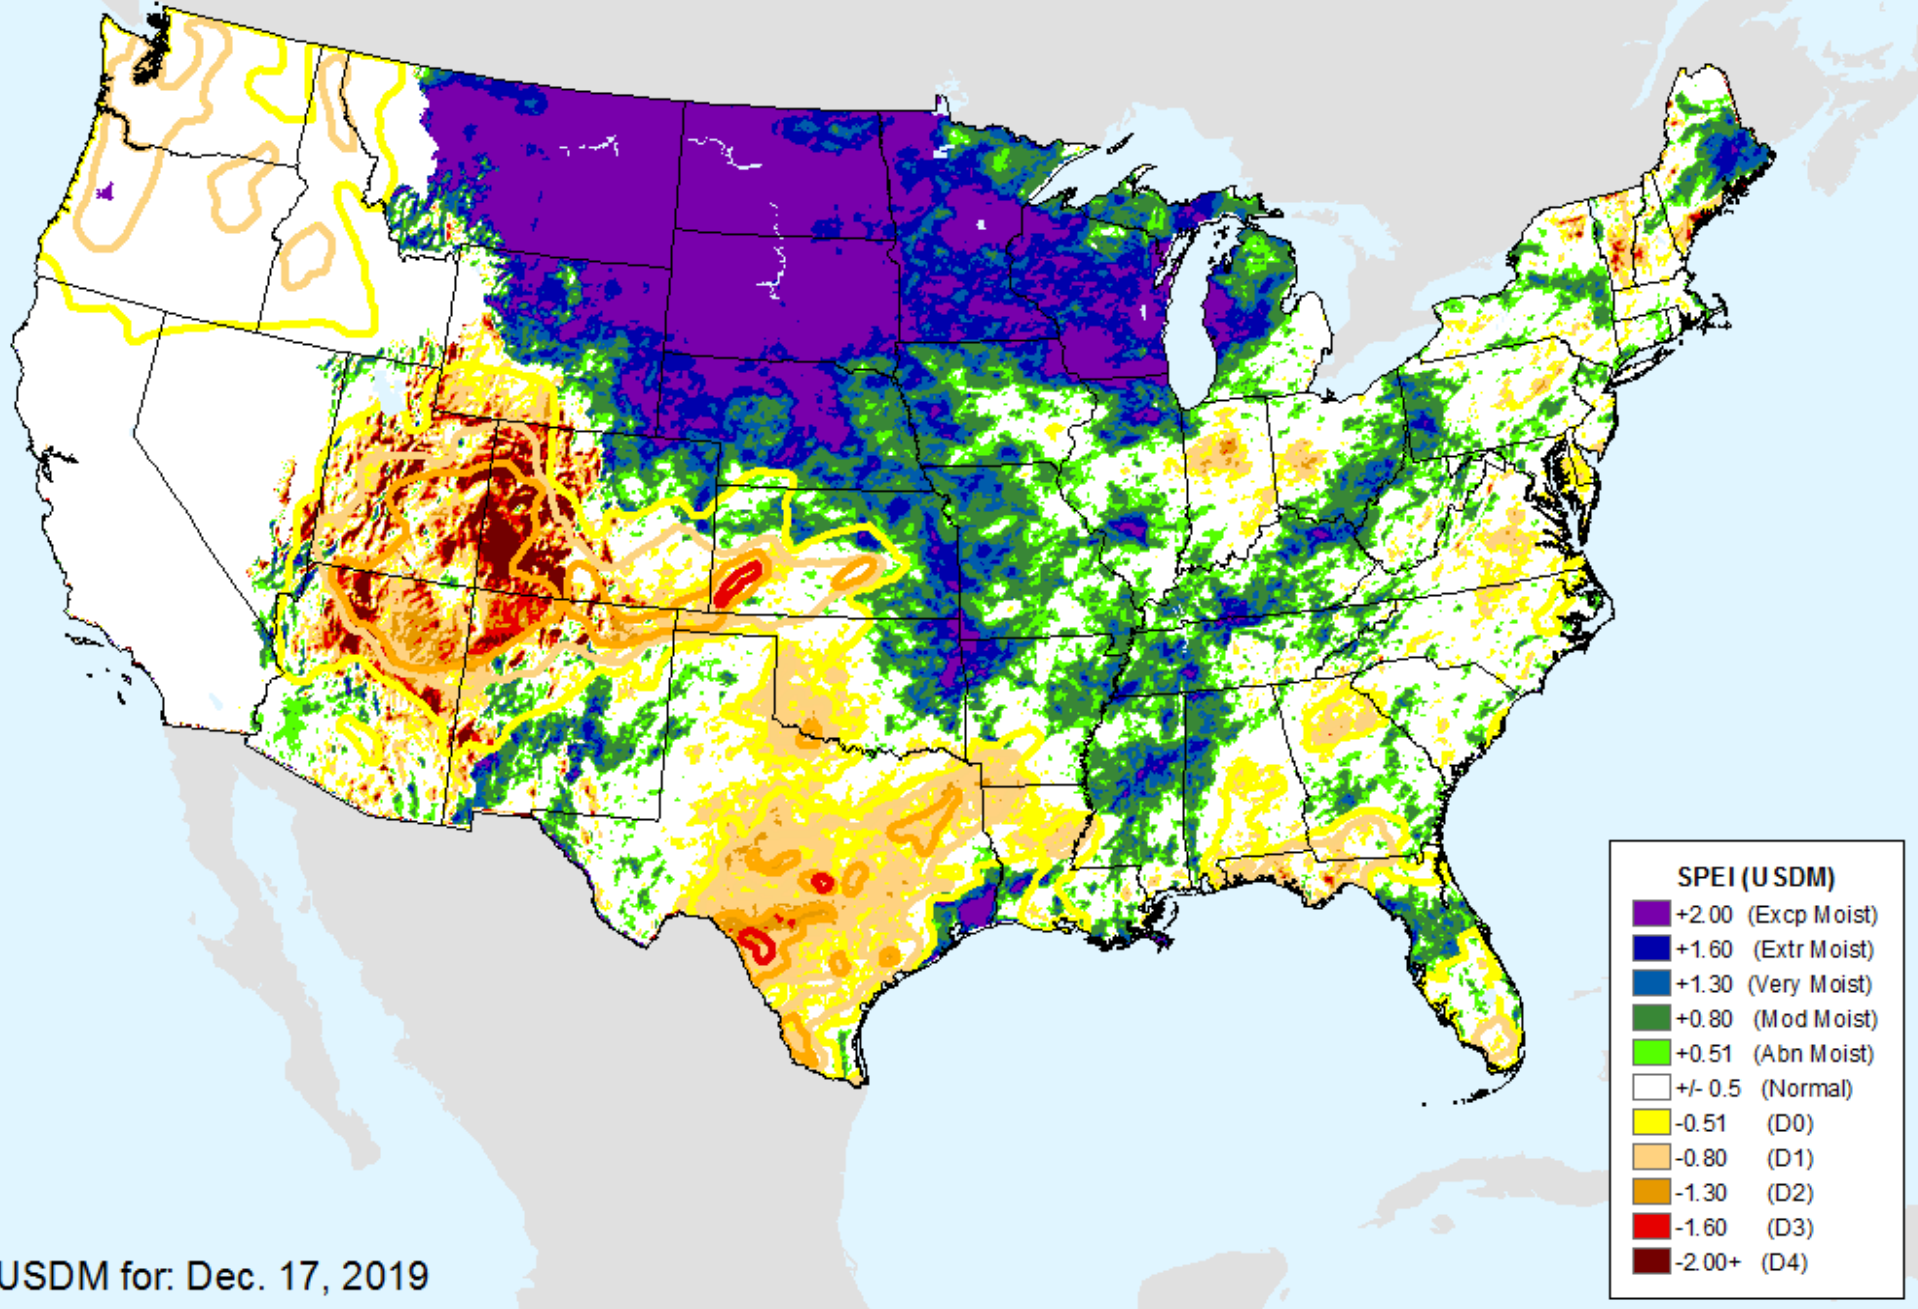 SPEI (USDM)
+2.00 (Excp Moist)
+1.60 (Extr Moist)
+1.30 (Very Moist)
+0.80 (Mod Moist)
+0.51 (Abn Moist)
+/- 0.5 (Normal)
-0.51 (D0)
-0.80 (D1)
-1.30 (D2)
-1.60 (D3)
-2.00+ (D4)
USDM for: Dec. 17, 2019